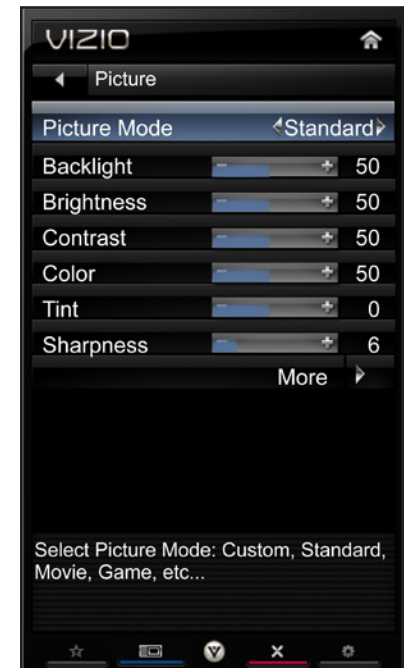 VIZIO
Picture
Picture Mode Standard
Backlight - + 50
Brightness - + 50
Contrast - + 50
Color - + 50
Tint - + 0
Sharpness - + 6
More
Select Picture Mode: Custom, Standard,
Movie, Game, etc...
V